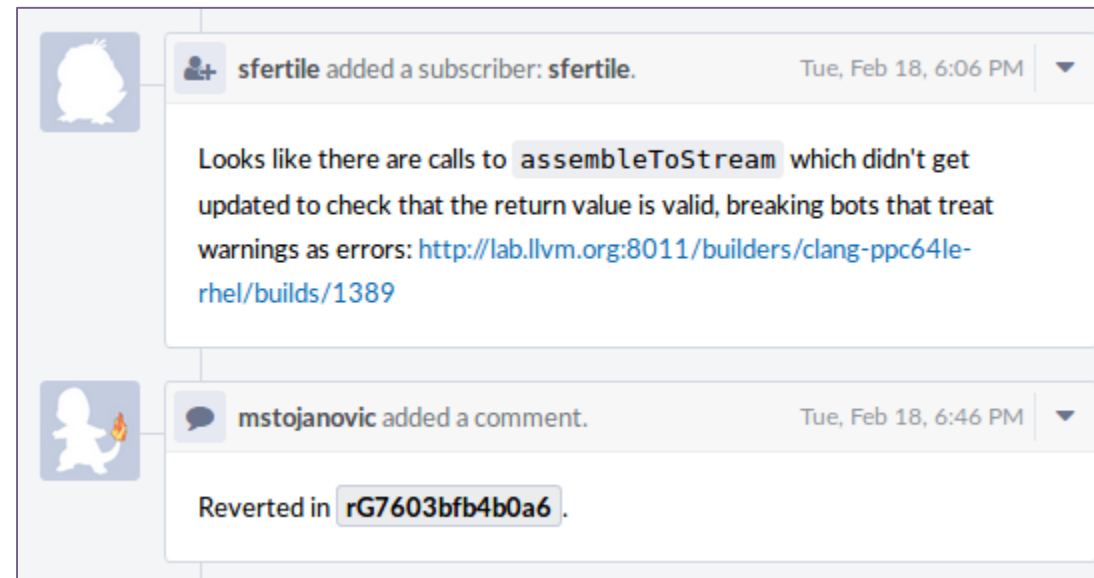 sfertile added a subscriber: sfertile. Tue, Feb 18, 6:06 PM
Looks like there are calls to assembleToStream which didn't get
updated to check that the return value is valid, breaking bots that treat
warnings as errors: http://lab.llvm.org:8011/builders/clang-ppc64le-
rhel/builds/1389
mstojanovic added a comment. Tue, Feb 18, 6:46 PM
Reverted in rG7603bfb4b0a6.